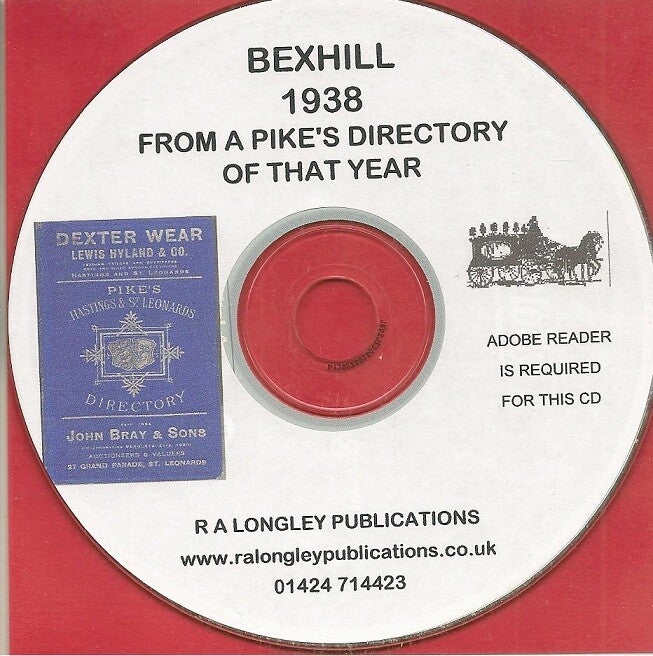 BEXHILL
1938
FROM A PIKE'S DIRECTORY
OF THAT YEAR
DEXTER WEAR
LEWIS HYLAND & CO.
HASTINGS AND ST LEONARDS
PIKE'S
HASTINGS & ST LEONARDS
DIRECTORY
JOHN BRAY & SONS
AUCTIONEERS & VALUERS
27 GRAND PARADE, ST. LEONARDS
ADOBE READER
IS REQUIRED
FOR THIS CD
R A LONGLEY PUBLICATIONS
www.ralongleypublications.co.uk
01424 714423